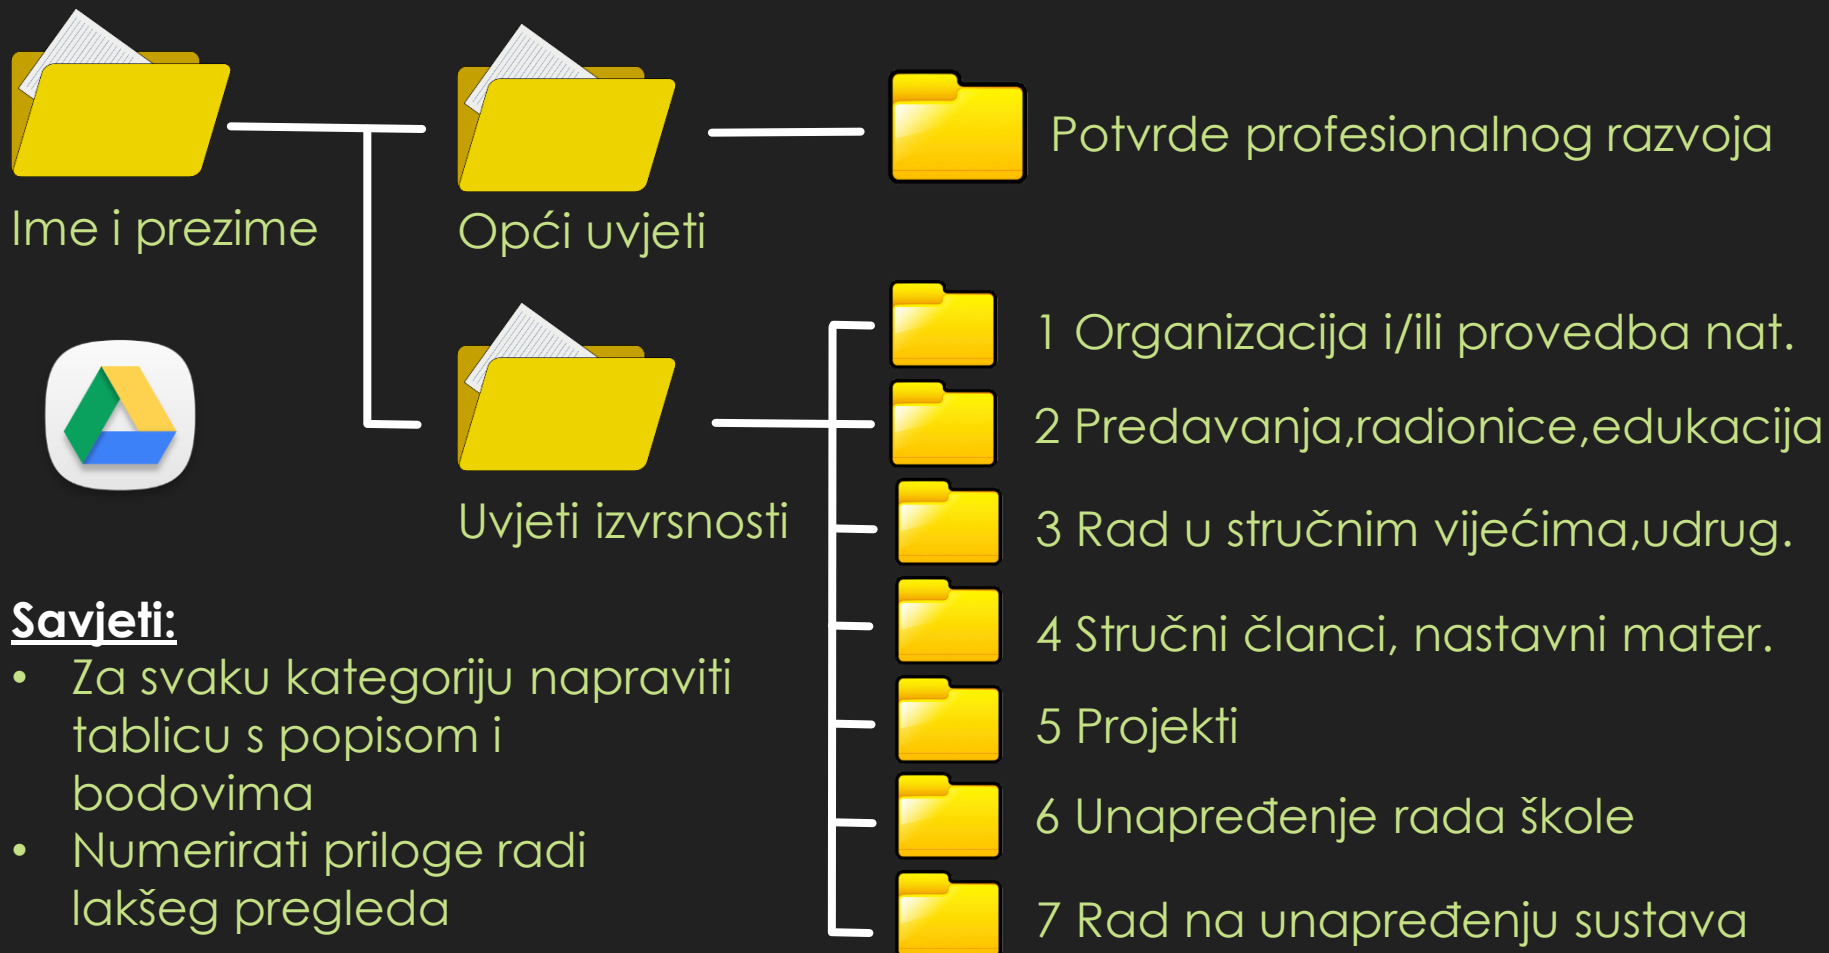 Ime i prezime
Opći uvjeti
Potvrde profesionalnog razvoja
Uvjeti izvrsnosti
1 Organizacija i/ili provedba nat.
2 Predavanja,radionice,edukacija
3 Rad u stručnim vijećima,udrug.
4 Stručni članci, nastavni mater.
5 Projekti
6 Unapređenje rada škole
7 Rad na unapređenju sustava
Savjeti:
• Za svaku kategoriju napraviti
tablicu s popisom i
bodovima
• Numerirati priloge radi
lakšeg pregleda